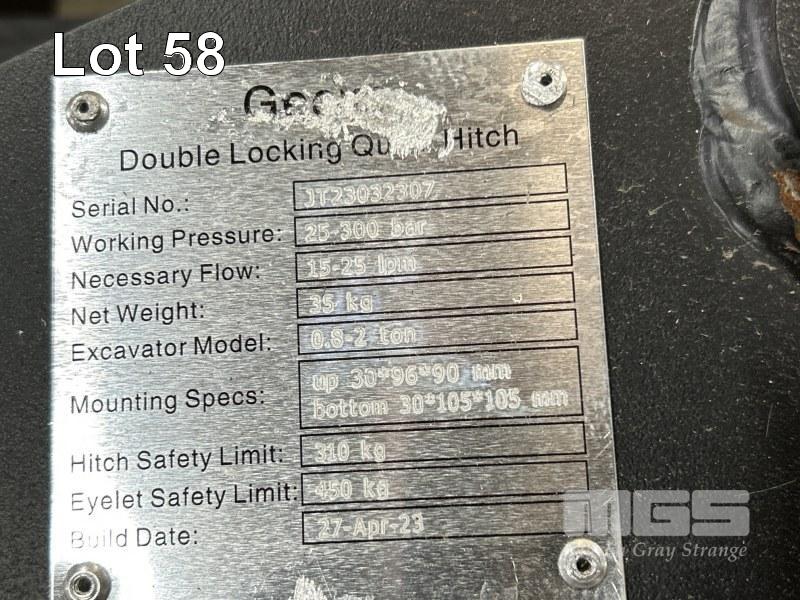 Lot 58
Double Locking Hitch
Serial No.: JT23032307
Working Pressure: 25-300 bar
Necessary Flow: 15-25 lpm
Net Weight: 35 kg
Excavator Model: 0.8-2 ton
Mounting Specs: up 30*96*90 mm
bottom 30*105*105 mm
Hitch Safety Limit: 310 kg
Eyelet Safety Limit: 450 kg
Build Date: 27-Apr-23
MGS
Gray Strange